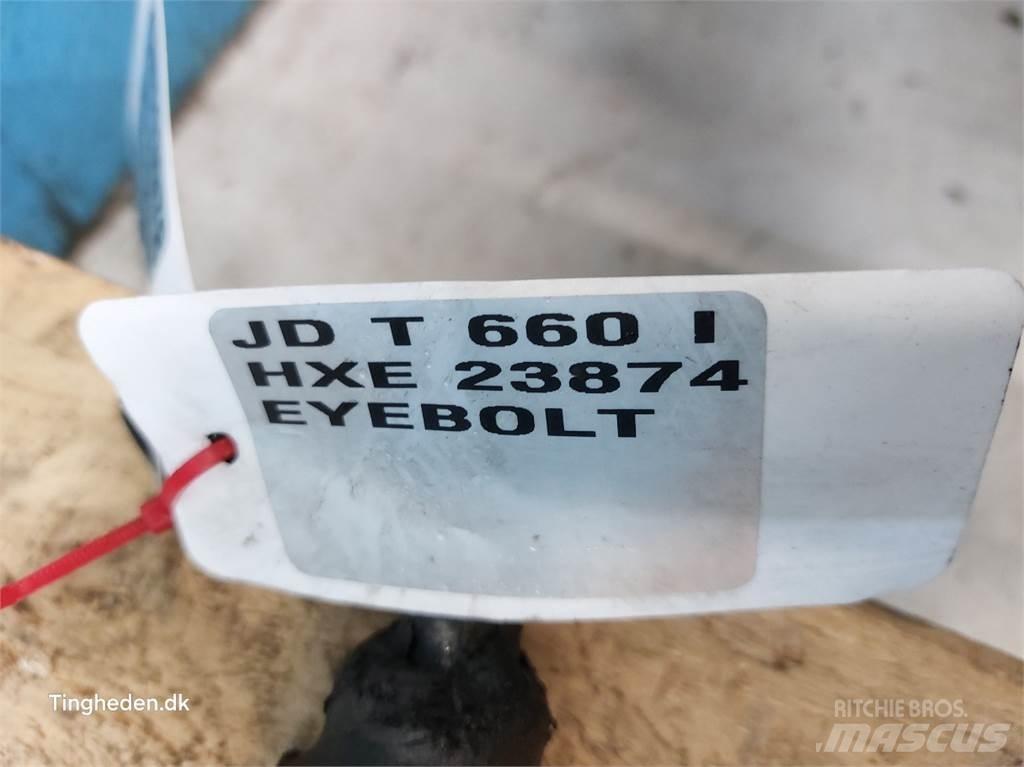 JD T 660 I
HXE 23874
EYEBOLT
Tingheden.dk
RITCHIE BROS.
MASCUS